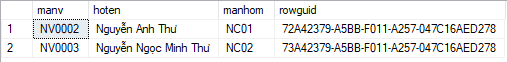 manv hoten manhom rowguid
1 NV0002 Nguyễn Anh Thư NC01 72A42379-A5BB-F011-A257-047C16AED278
2 NV0003 Nguyễn Ngọc Minh Thư NC02 73A42379-A5BB-F011-A257-047C16AED278